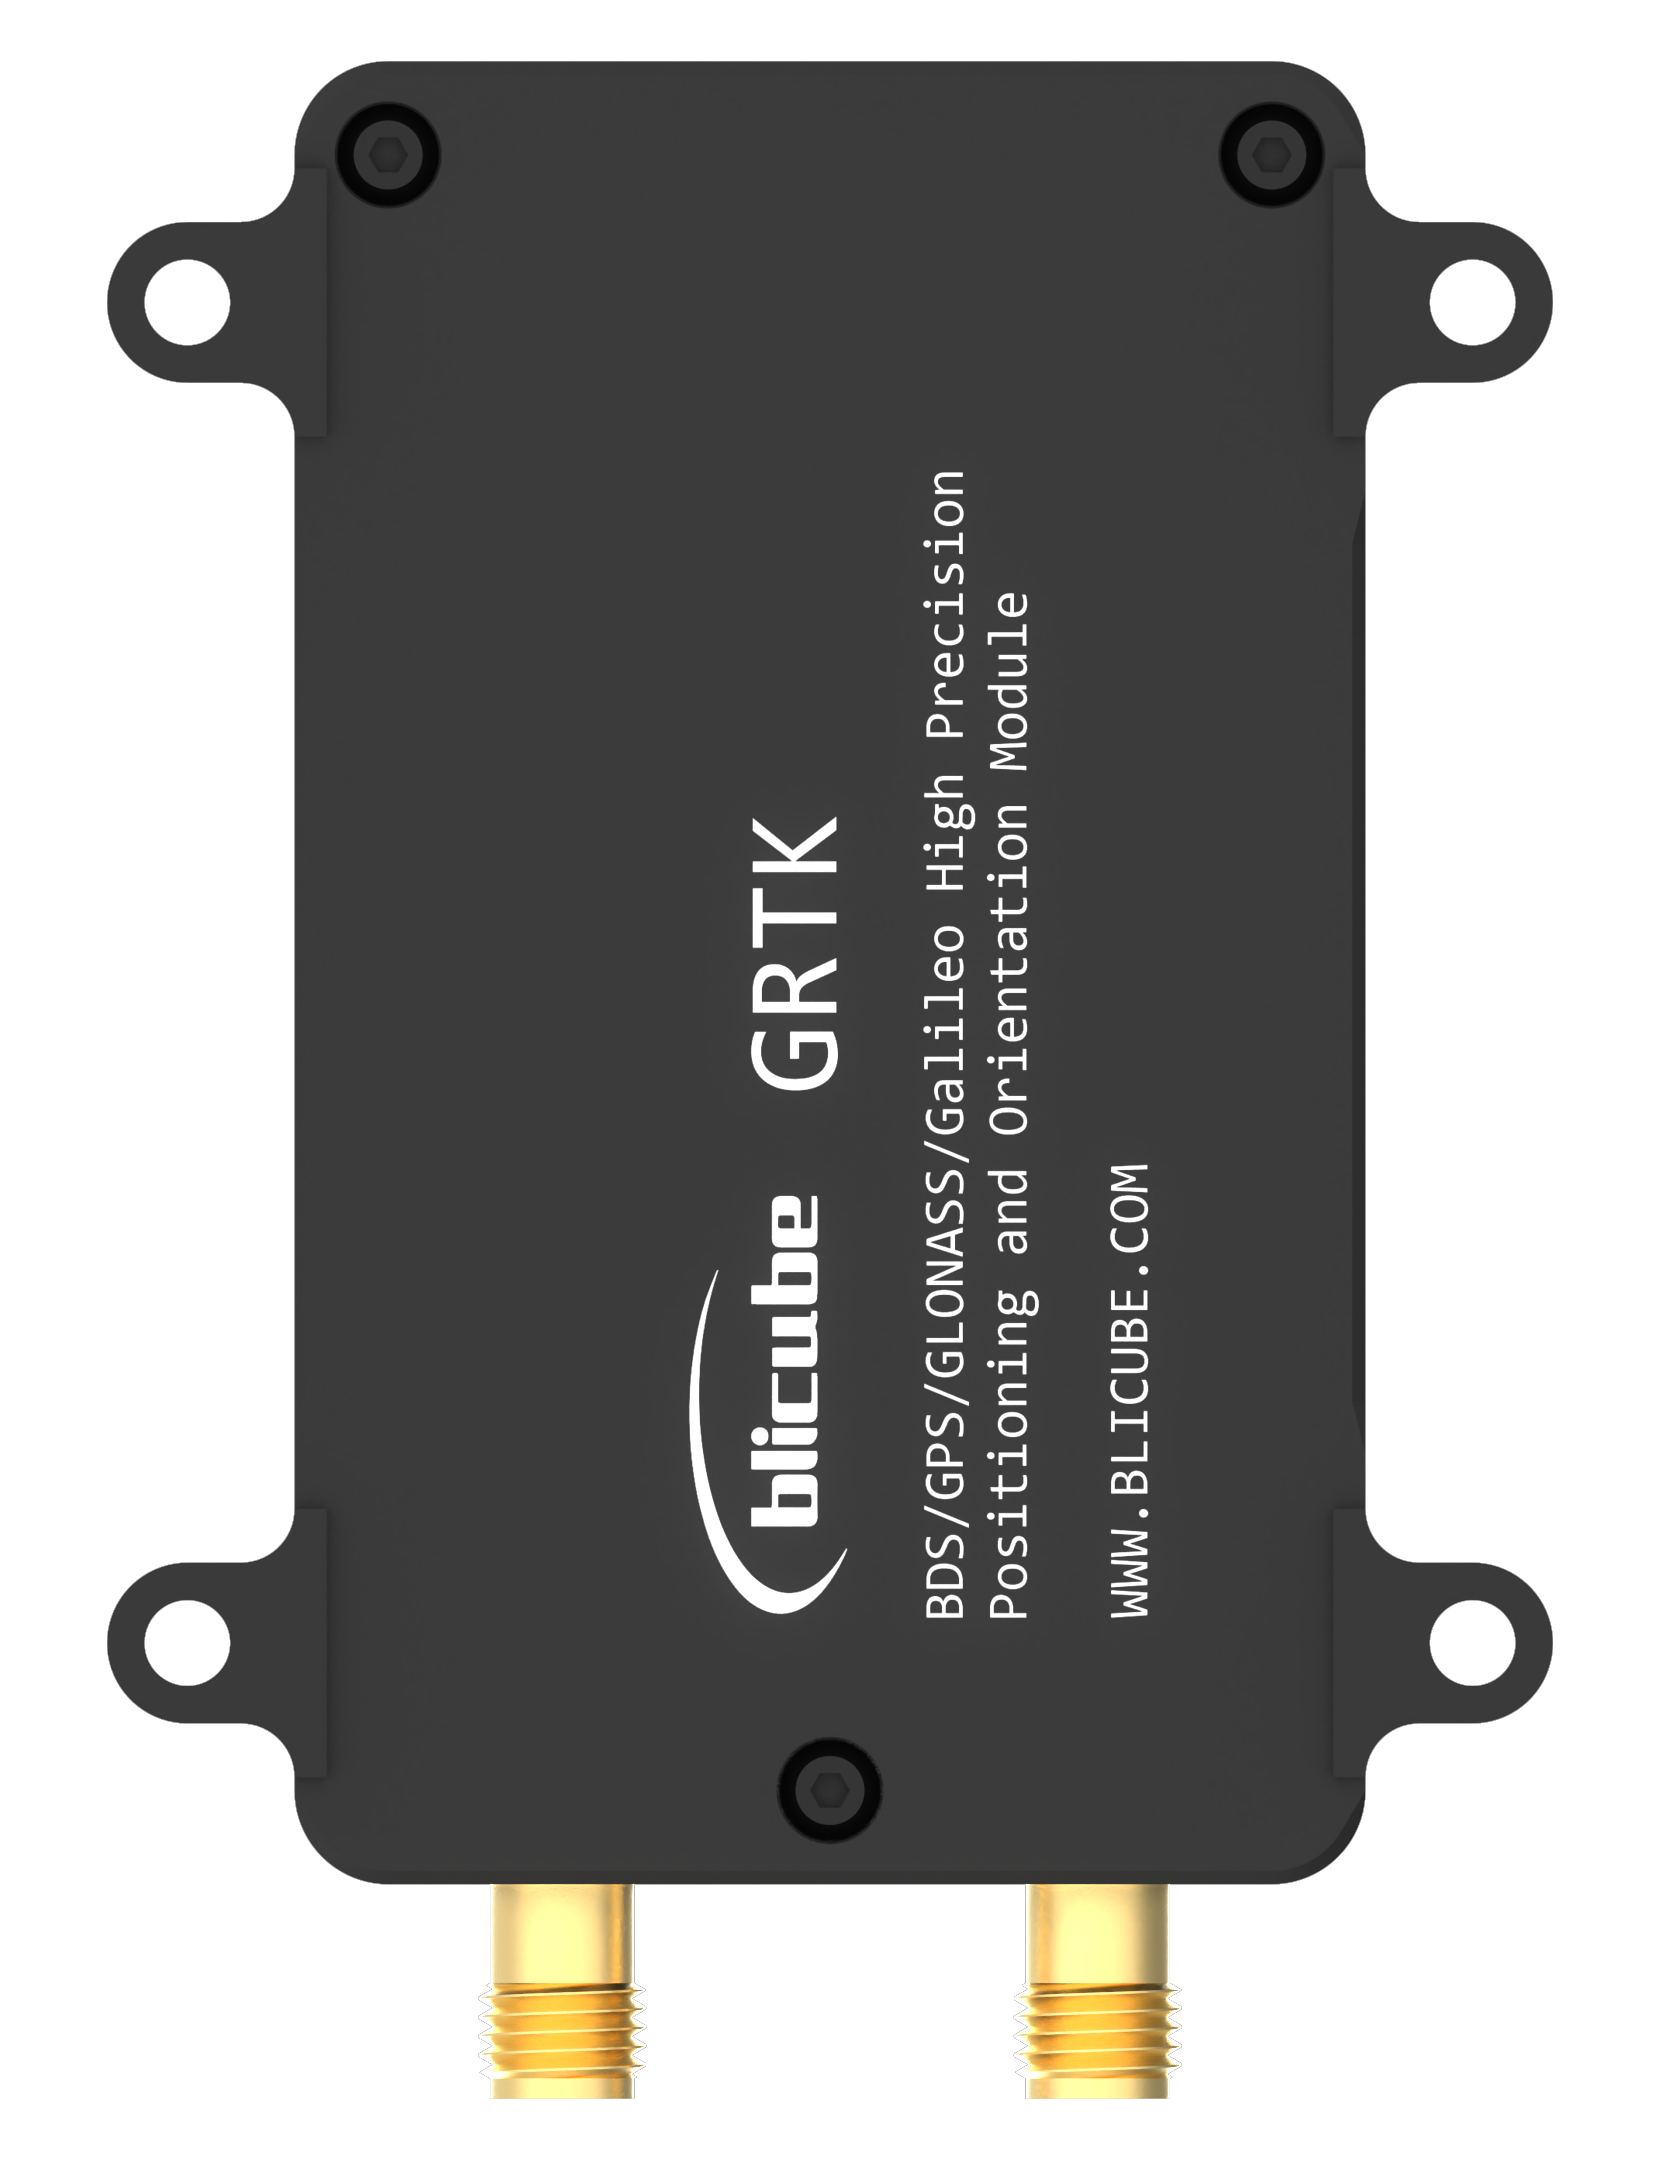 blicube GRTK
BDS/GPS/GLONASS/Galileo High Precision
Positioning and Orientation Module
WWW.BLICUBE.COM